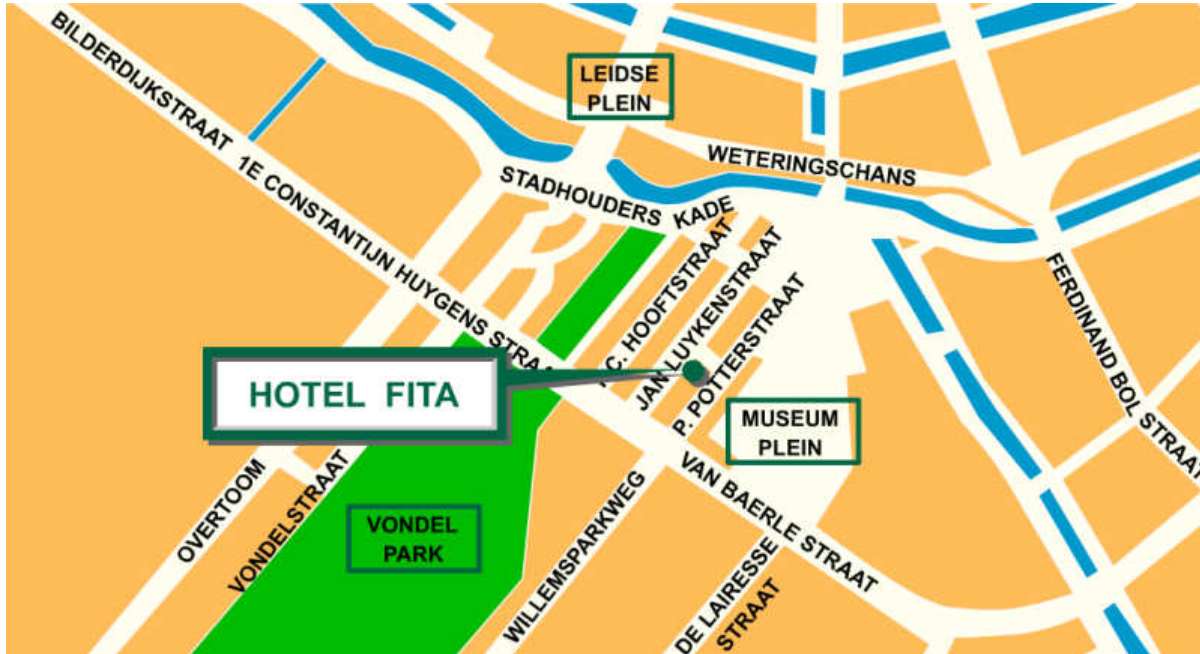 BILDERDIJKSTRAAT
1E CONSTANTIJN HUYGENS STRAA
LEIDSE
PLEIN
WETERINGSCHANS
STADHOUDERS KADE
P.C. HOOFTSTRAAT
JAN LUYKENSTRAAT
P. POTTERSTRAAT
FERDINAND BOL STRAAT
HOTEL FITA
MUSEUM
PLEIN
VAN BAERLE STRAAT
OVERTOOM
VONDELSTRAAT
VONDEL
PARK
WILLEMSPARKWEG
DE LAIRESSE
STRAAT